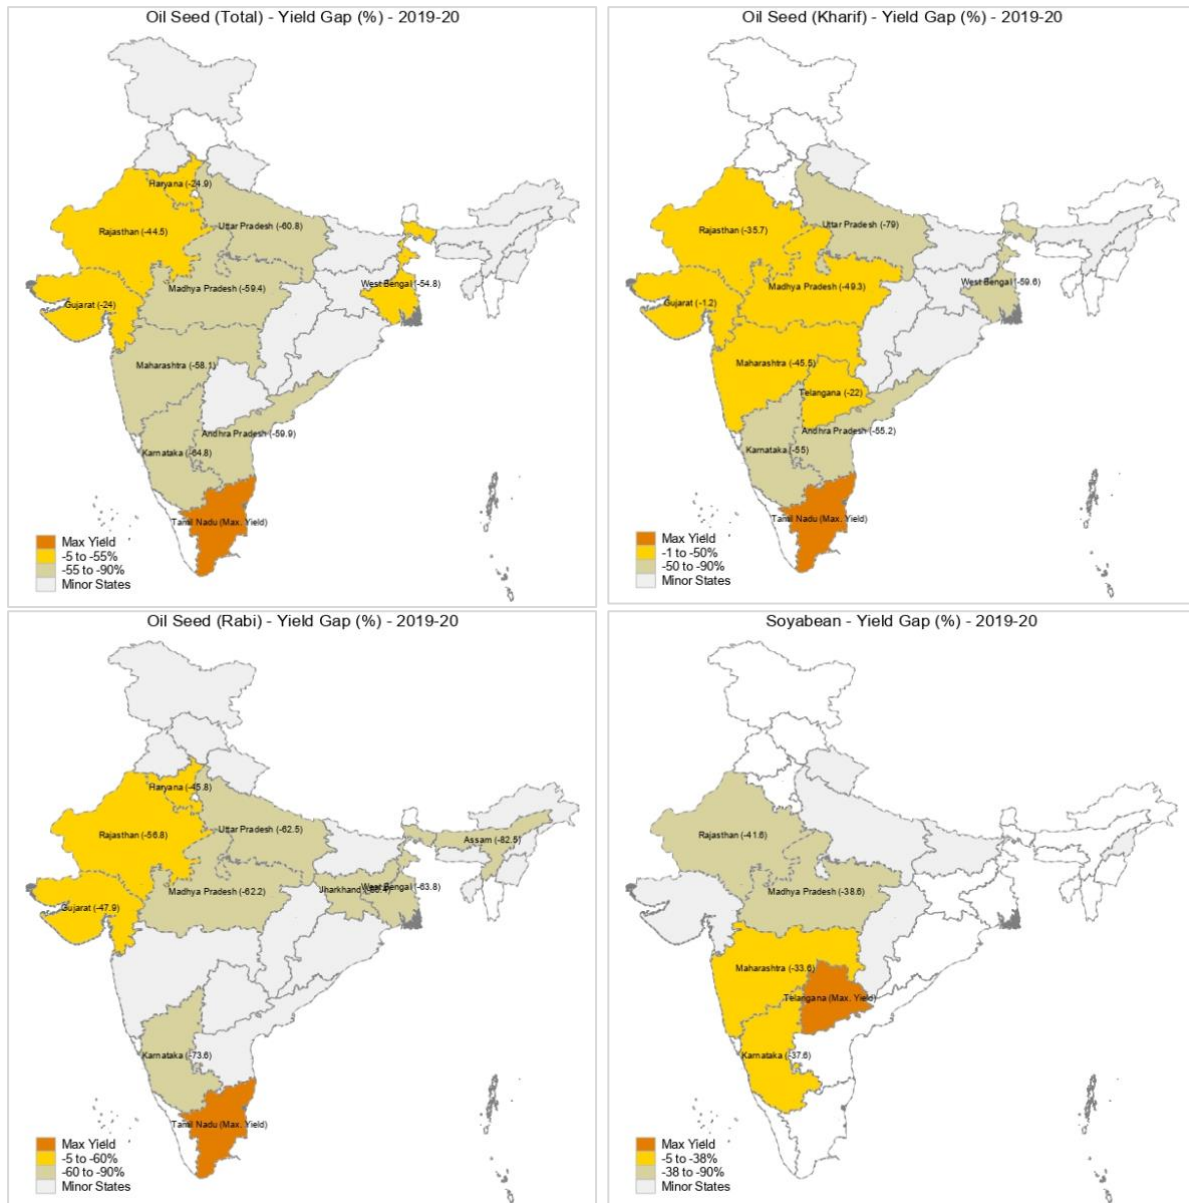 Oil Seed (Total) - Yield Gap (%) - 2019-20
Haryana (-24.9)
Rajasthan (-44.5)
Uttar Pradesh (-60.8)
Gujarat (-24)
Madhya Pradesh (-59.4)
West Bengal (-54.8)
Maharashtra (-58.1)
Andhra Pradesh (-59.9)
Karnataka (-64.8)
Tamil Nadu (Max. Yield)
Max Yield
-5 to -55%
-55 to -90%
Minor States
Oil Seed (Kharif) - Yield Gap (%) - 2019-20
Rajasthan (-35.7)
Uttar Pradesh (-79)
Gujarat (-1.2)
Madhya Pradesh (-49.3)
West Bengal (-59.6)
Maharashtra (-45.5)
Telangana (-22)
Andhra Pradesh (-55.2)
Karnataka (-55)
Tamil Nadu (Max. Yield)
Max Yield
-1 to -50%
-50 to -90%
Minor States
Oil Seed (Rabi) - Yield Gap (%) - 2019-20
Haryana (-45.8)
Rajasthan (-56.8)
Uttar Pradesh (-62.5)
Assam (-82.5)
Gujarat (-47.9)
Madhya Pradesh (-62.2)
Jharkhand
West Bengal (-63.8)
Karnataka (-73.6)
Tamil Nadu (Max. Yield)
Max Yield
-5 to -60%
-60 to -90%
Minor States
Soyabean - Yield Gap (%) - 2019-20
Rajasthan (-41.6)
Madhya Pradesh (-38.6)
Maharashtra (-33.6)
Telangana (Max. Yield)
Karnataka (-37.6)
Max Yield
-5 to -38%
-38 to -90%
Minor States